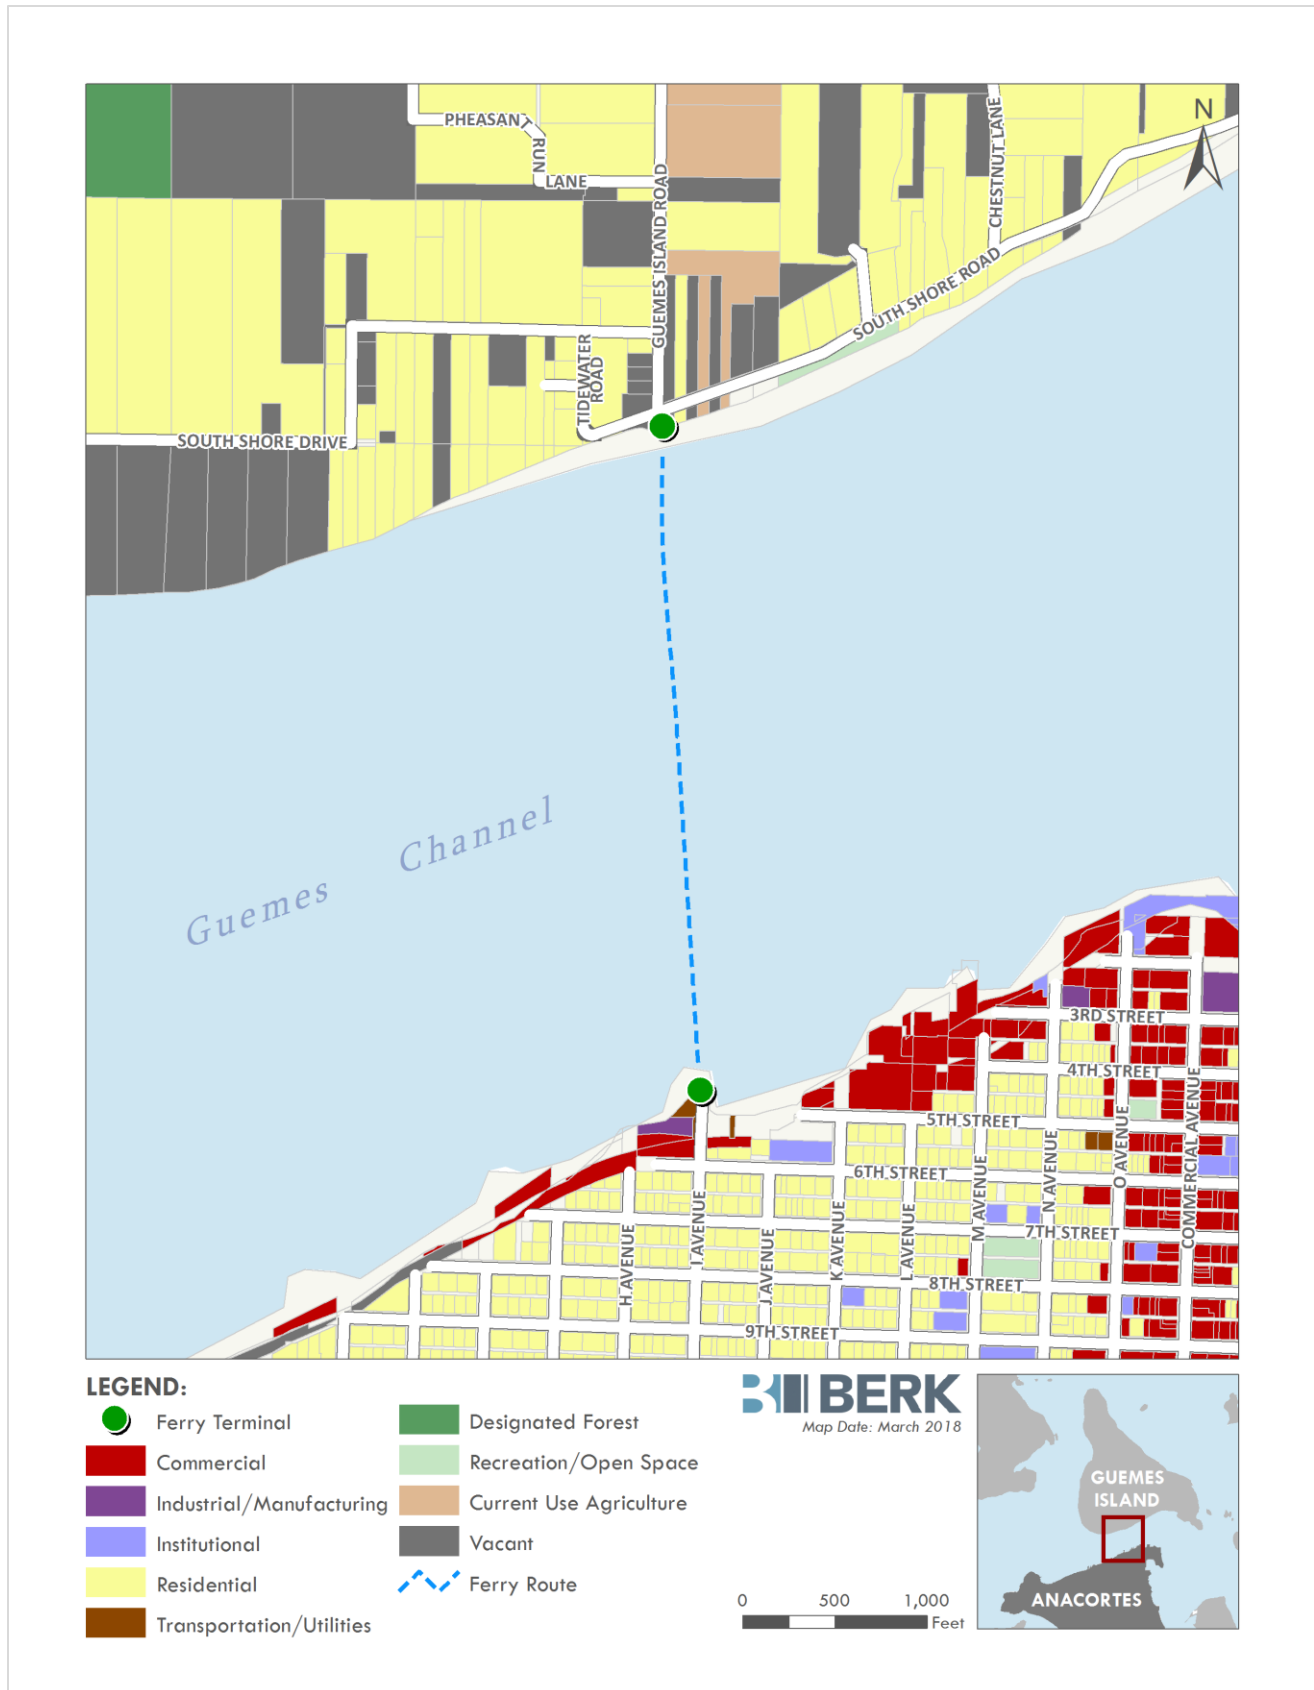 N
PHEASANT
RUN
LANE
GUEMES ISLAND ROAD
CHESTNUT LANE
SOUTH SHORE ROAD
TIDEWATER
ROAD
SOUTH SHORE DRIVE
Guemes Channel
3RD STREET
4TH STREET
5TH STREET
6TH STREET
7TH STREET
8TH STREET
9TH STREET
H AVENUE
I AVENUE
J AVENUE
K AVENUE
L AVENUE
M AVENUE
N AVENUE
O AVENUE
COMMERCIAL AVENUE
LEGEND:
Ferry Terminal
Commercial
Industrial/Manufacturing
Institutional
Residential
Transportation/Utilities
Designated Forest
Recreation/Open Space
Current Use Agriculture
Vacant
Ferry Route
BERK
Map Date: March 2018
0 500 1,000
Feet
GUEMES
ISLAND
ANACORTES